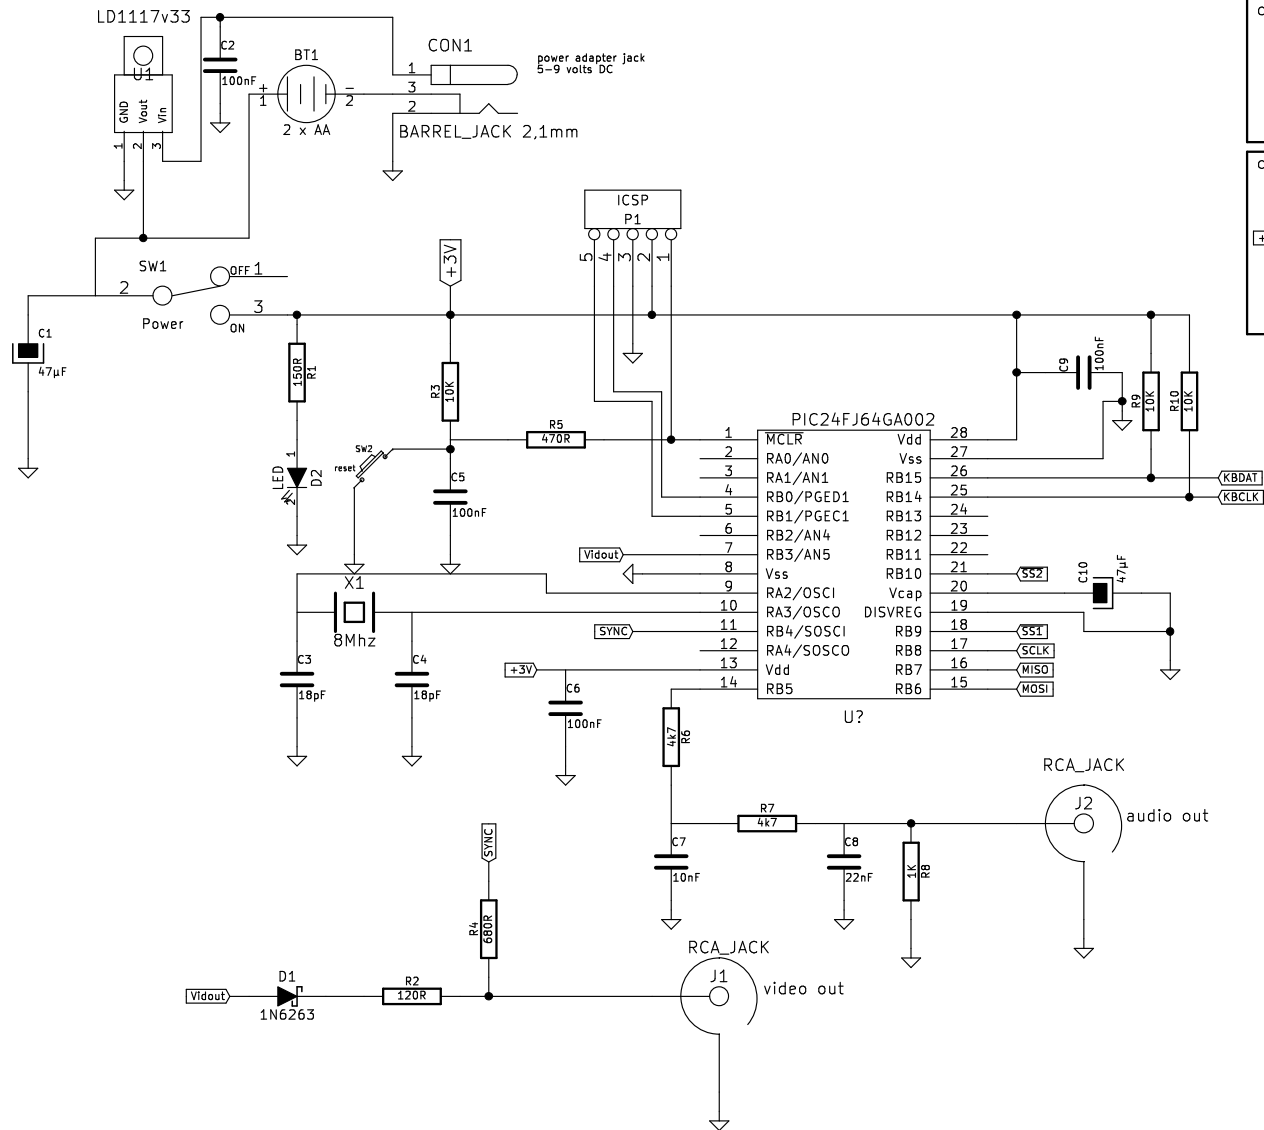 LD1117v33
U1
GND
Vout
Vin
1
2
3
C2
100nF
BT1
+
1
−
2
2 x AA
CON1
1
3
2
power adapter jack
5-9 volts DC
BARREL_JACK 2,1mm
SW1
2
OFF 1
3
ON
Power
C1
47µF
+3V
ICSP
P1
5
4
3
2
1
150R
R1
LED
1
2
D2
R3
10K
SW2
reset
C5
100nF
R5
470R
C9
100nF
R9
10K
R10
10K
PIC24FJ64GA002
1 MCLR
2 RA0/AN0
3 RA1/AN1
4 RB0/PGED1
5 RB1/PGEC1
6 RB2/AN4
7 RB3/AN5
8 Vss
9 RA2/OSCI
10 RA3/OSCO
11 RB4/SOSCI
12 RA4/SOSCO
13 Vdd
14 RB5
Vdd 28
Vss 27
RB15 26
RB14 25
RB13 24
RB12 23
RB11 22
RB10 21
Vcap 20
DISVREG 19
RB9 18
RB8 17
RB7 16
RB6 15
U?
KBDAT
KBCLK
SS2
C10
47µF
SS1
SCLK
MISO
MOSI
Vidout
SYNC
+3V
X1
8Mhz
C3
18pF
C4
18pF
C6
100nF
4k7
R6
R7
4k7
C7
10nF
C8
22nF
1K
R8
RCA_JACK
J2
audio out
SYNC
R4
680R
Vidout
D1
1N6263
R2
120R
RCA_JACK
J1
video out